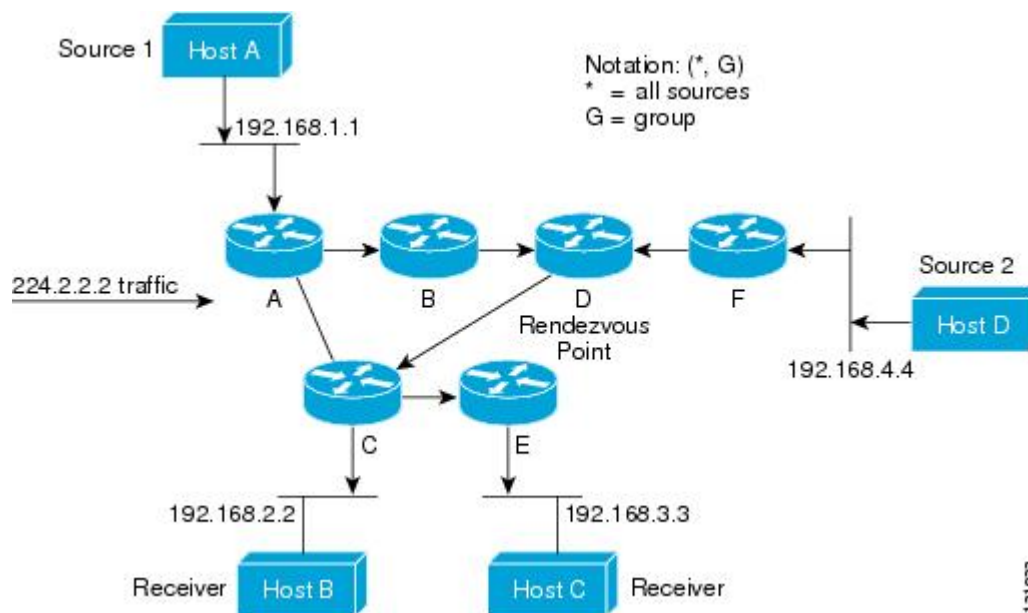 Source 1
Host A
Notation: (*, G)
* = all sources
G = group
192.168.1.1
224.2.2.2 traffic
A
B
D
F
Rendezvous
Point
Source 2
Host D
192.168.4.4
C
E
192.168.2.2
192.168.3.3
Receiver
Host B
Host C
Receiver